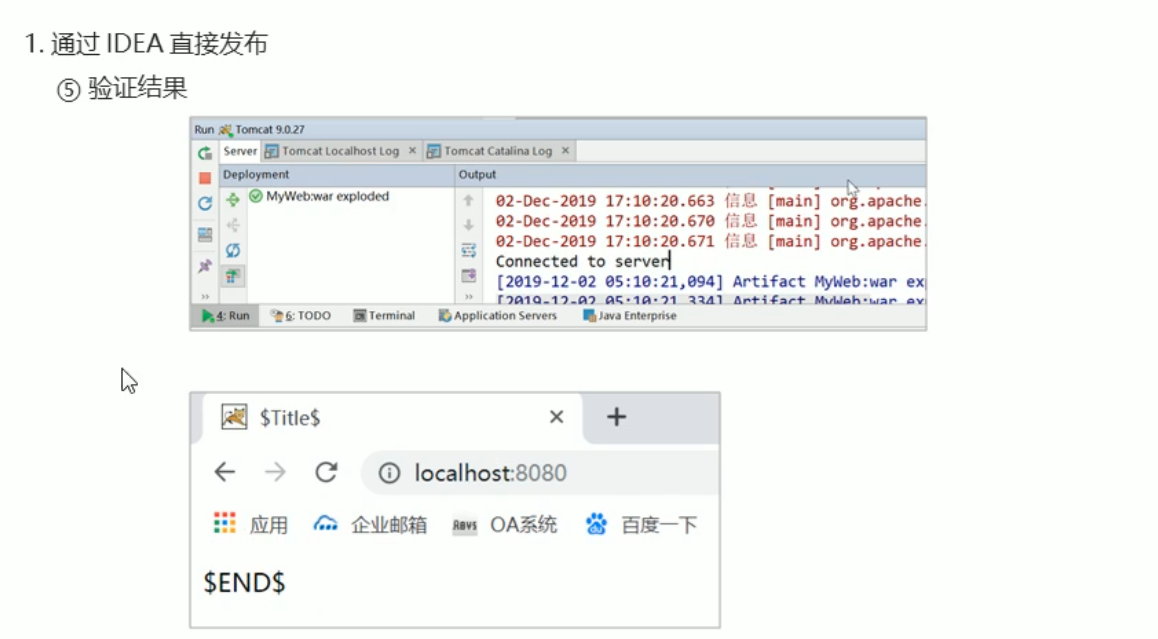 1. 通过 IDEA 直接发布
⑤ 验证结果
Run Tomcat 9.0.27
Server Tomcat Localhost Log × Tomcat Catalina Log ×
Deployment Output
MyWeb:war exploded
02-Dec-2019 17:10:20.663 信息 [main] org.apache.
02-Dec-2019 17:10:20.670 信息 [main] org.apache.
02-Dec-2019 17:10:20.671 信息 [main] org.apache.
Connected to server
[2019-12-02 05:10:21,094] Artifact MyWeb:war ex
[2019-12-02 05:10:21,334] Artifact MyWeb:war ex
4: Run 6: TODO Terminal Application Servers Java Enterprise
$Title$
localhost:8080
应用 企业邮箱 OA系统 百度一下
$END$